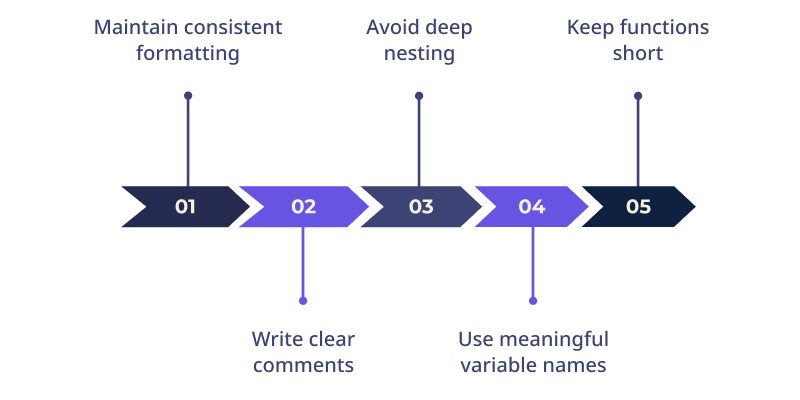 Maintain consistent
formatting
Avoid deep
nesting
Keep functions
short
01
02
03
04
05
Write clear
comments
Use meaningful
variable names